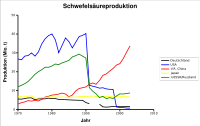 Schwefelsäureproduktion
Produktion (Mio. t)
50
40
30
20
10
0
1970
1980
1990
2000
2010
Jahr
Deutschland
USA
VR. China
Japan
UdSSR/Russland